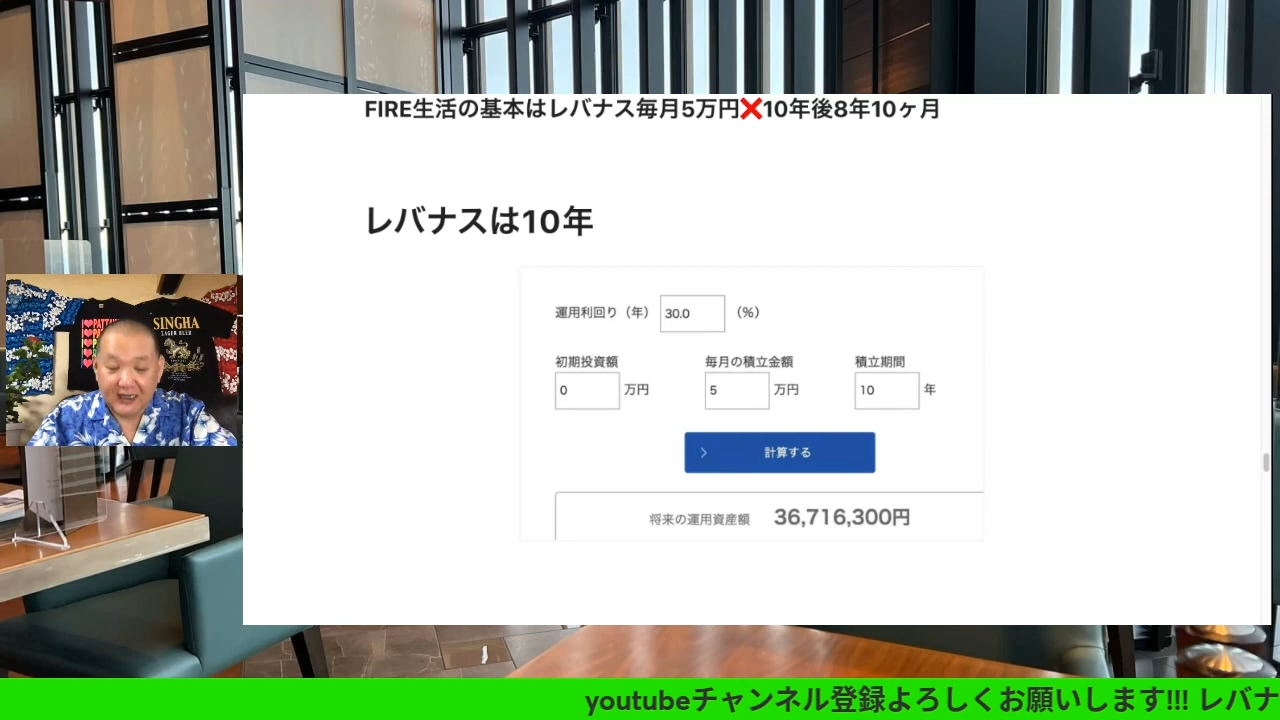 FIRE生活の基本はレバナス毎月5万円❌10年後8年10ヶ月
レバナスは10年
運用利回り（年） 30.0 （%）
初期投資額 毎月の積立金額 積立期間
0 万円 5 万円 10 年
計算する
将来の運用資産額 36,716,300円
SINGHA
LAGER BEER
youtubeチャンネル登録よろしくお願いします!!! レバナ